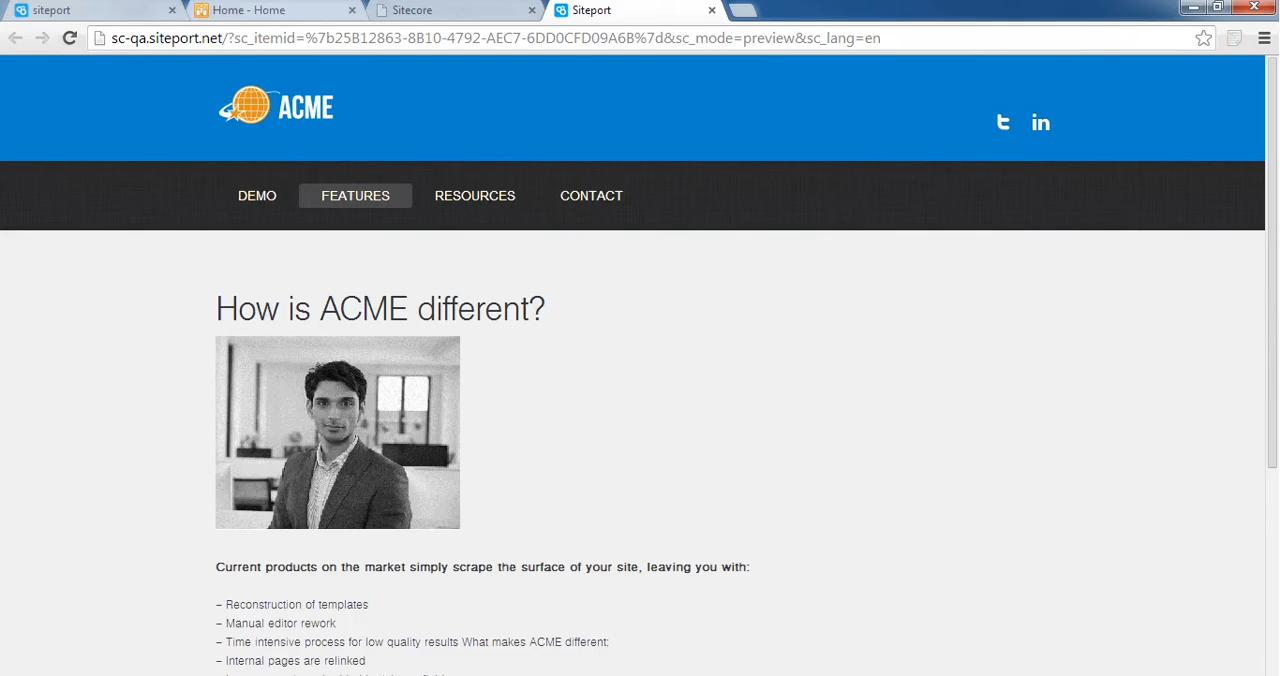 siteport
Home - Home
Sitecore
Siteport
sc-qa.siteport.net/?sc_itemid=%7b25B12863-8B10-4792-AEC7-6DD0CFD09A6B%7d&sc_mode=preview&sc_lang=en
ACME
DEMO
FEATURES
RESOURCES
CONTACT
How is ACME different?
Current products on the market simply scrape the surface of your site, leaving you with:
– Reconstruction of templates
– Manual editor rework
– Time intensive process for low quality results What makes ACME different:
– Internal pages are relinked